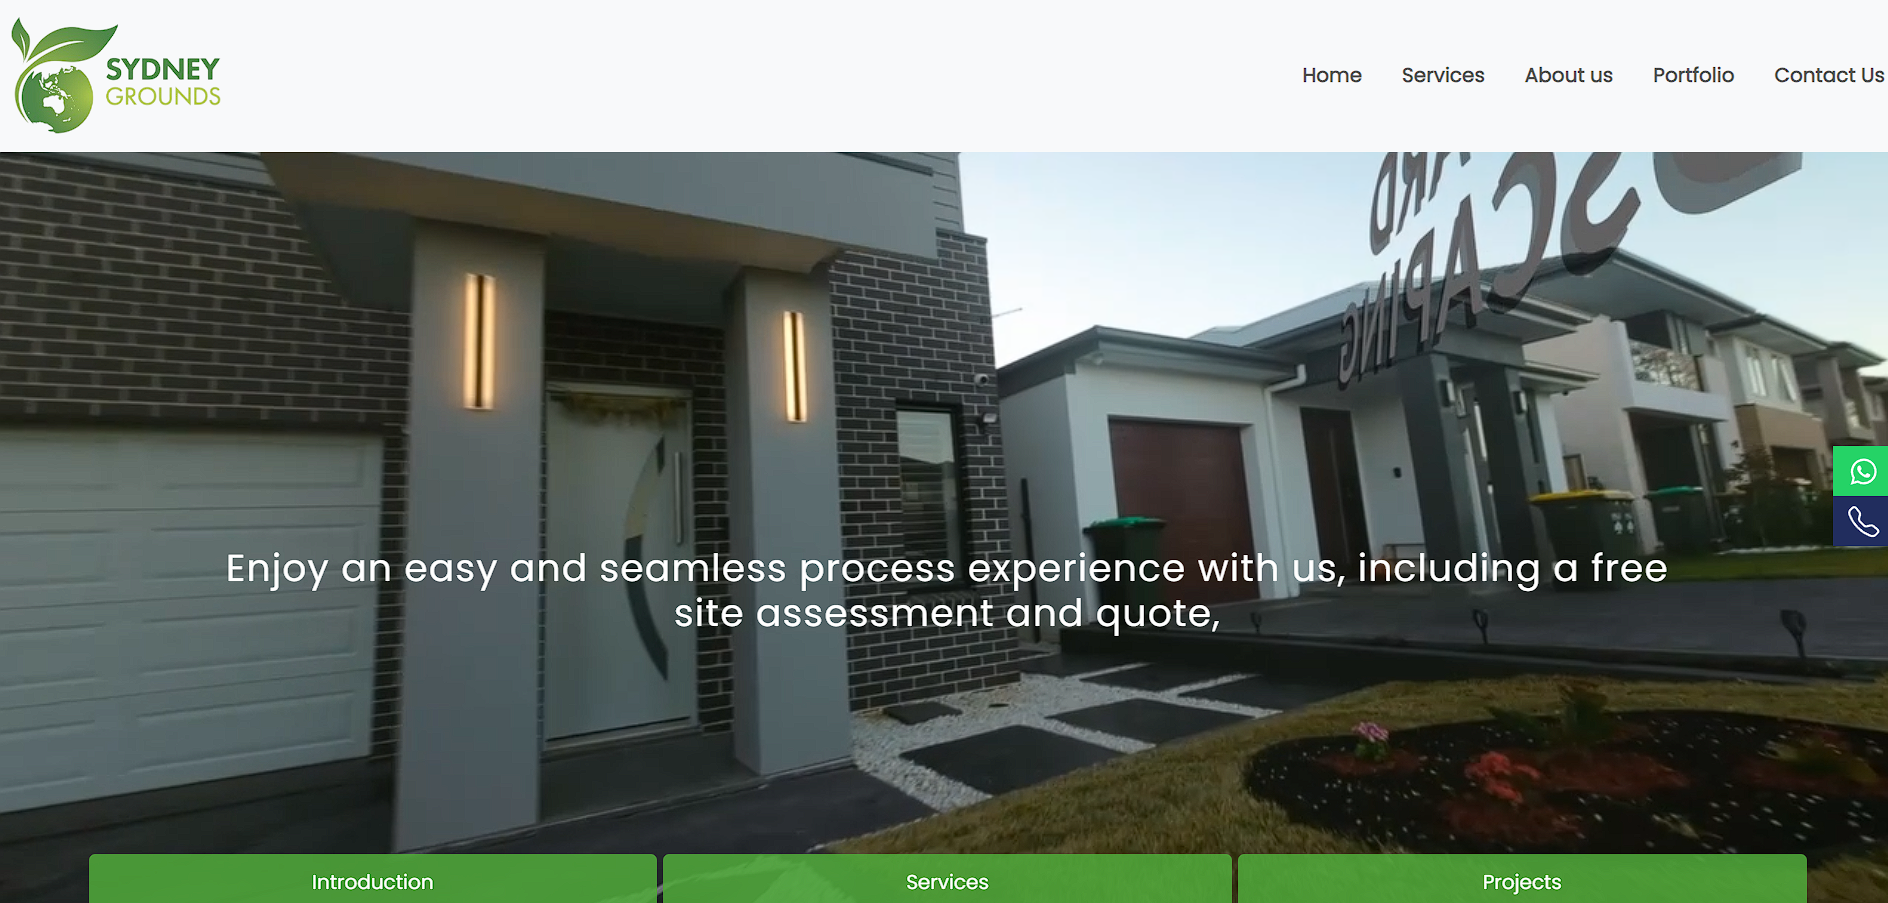 SYDNEY
GROUNDS
Home Services About us Portfolio Contact Us
ARD
SCAPING
Enjoy an easy and seamless process experience with us, including a free
site assessment and quote,
Introduction Services Projects